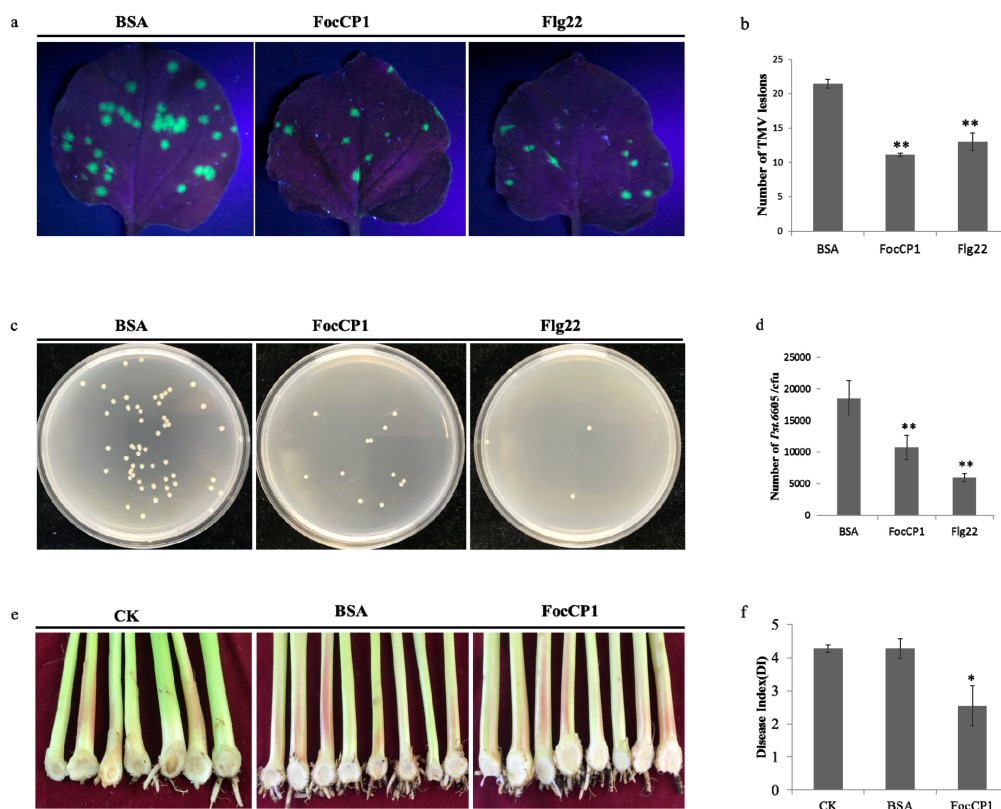 a
BSA FocCP1 Flg22
b
Number of TMV lesions
25
20
15
10
5
0
**
**
BSA FocCP1 Flg22
c
BSA FocCP1 Flg22
d
Number of Pst.6605 /cfu
25000
20000
15000
10000
5000
0
**
**
BSA FocCP1 Flg22
e
CK BSA FocCP1
f
Disease Index(DI)
5
4
3
2
1
0
*
CK BSA FocCP1